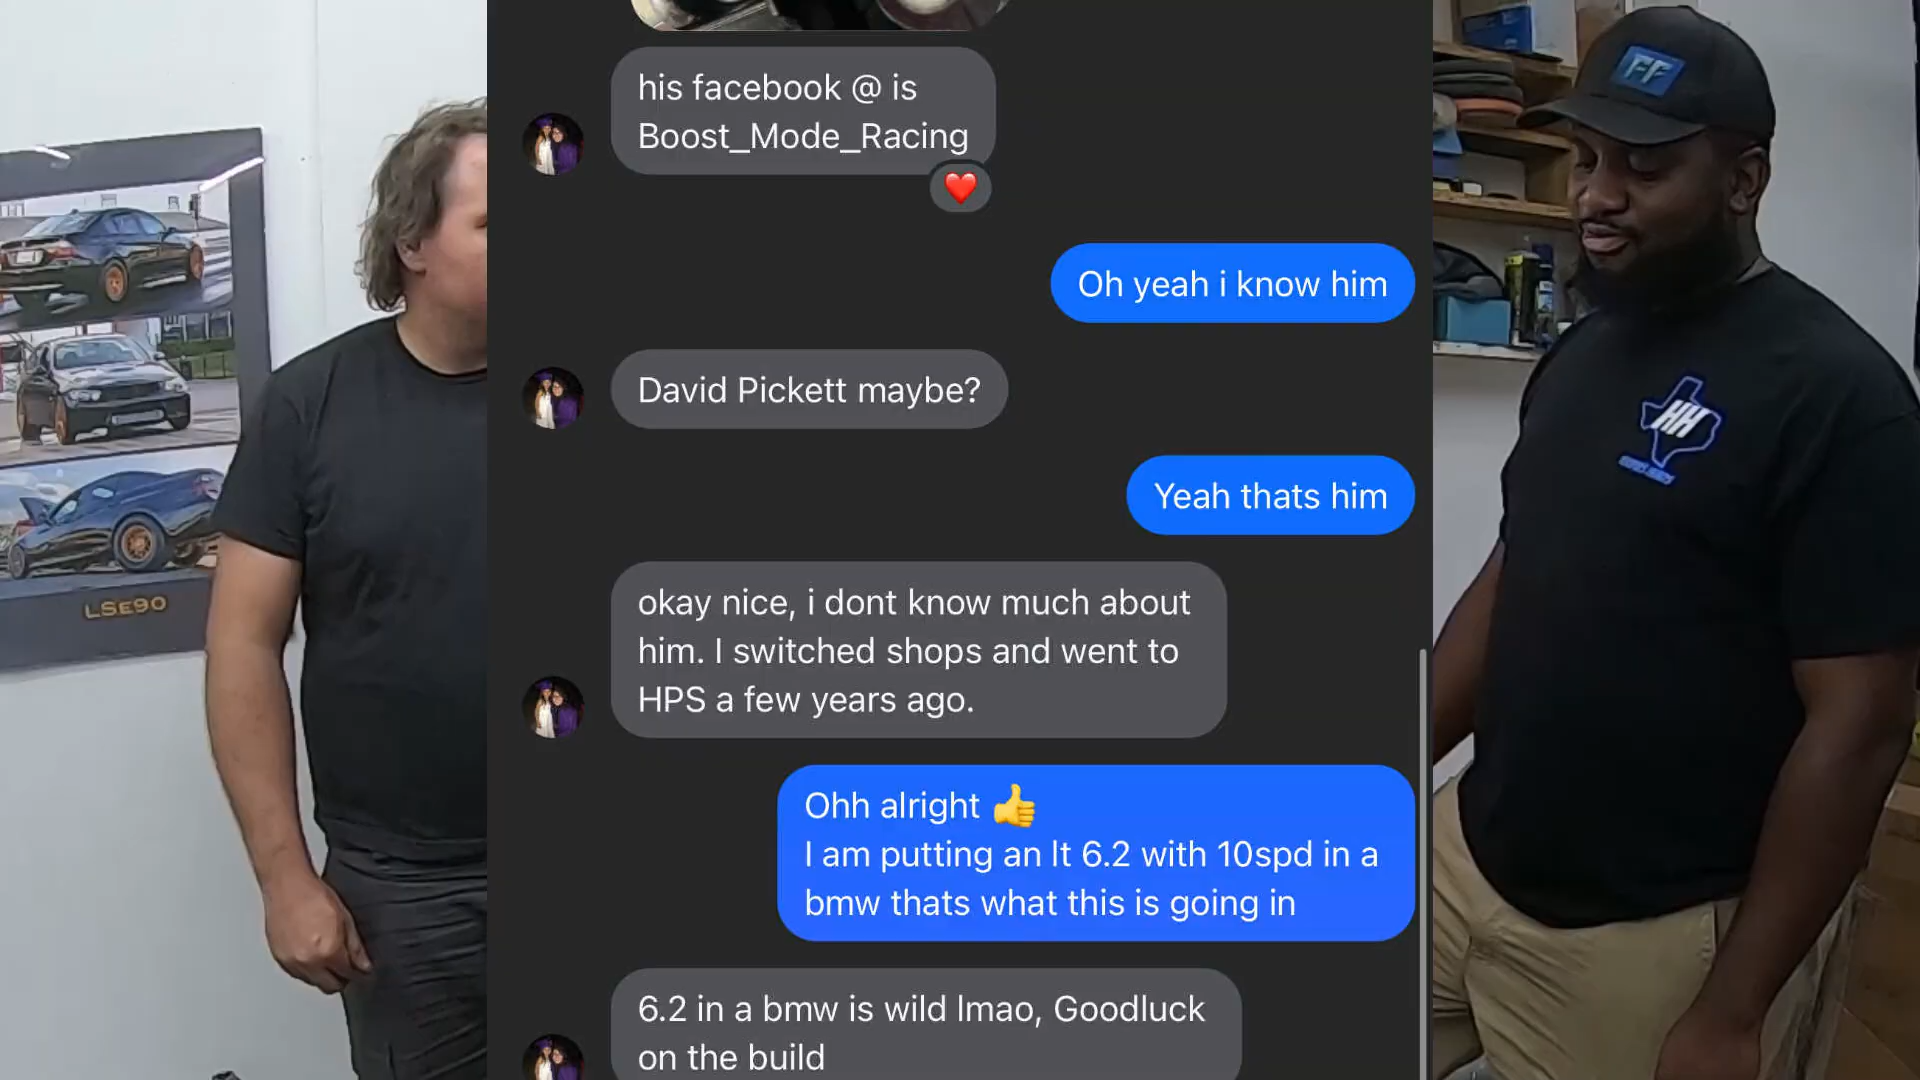 his facebook @ is
Boost_Mode_Racing
Oh yeah i know him
David Pickett maybe?
Yeah thats him
okay nice, i dont know much about
him. I switched shops and went to
HPS a few years ago.
Ohh alright 👍
I am putting an lt 6.2 with 10spd in a
bmw thats what this is going in
6.2 in a bmw is wild lmao, Goodluck
on the build
LSE90
FF
HH